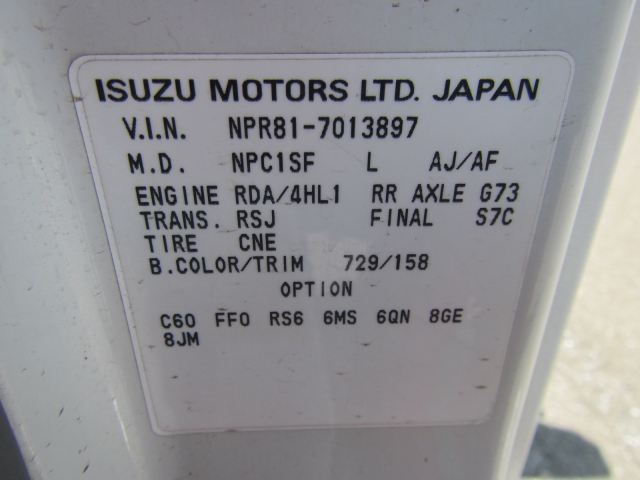 ISUZU MOTORS LTD. JAPAN
V.I.N. NPR81-7013897
M.D. NPC1SF L AJ/AF
ENGINE RDA/4HL1 RR AXLE G73
TRANS. RSJ FINAL S7C
TIRE CNE
B.COLOR/TRIM 729/158
OPTION
C60 FF0 RS6 6MS 6QN 8GE
8JM